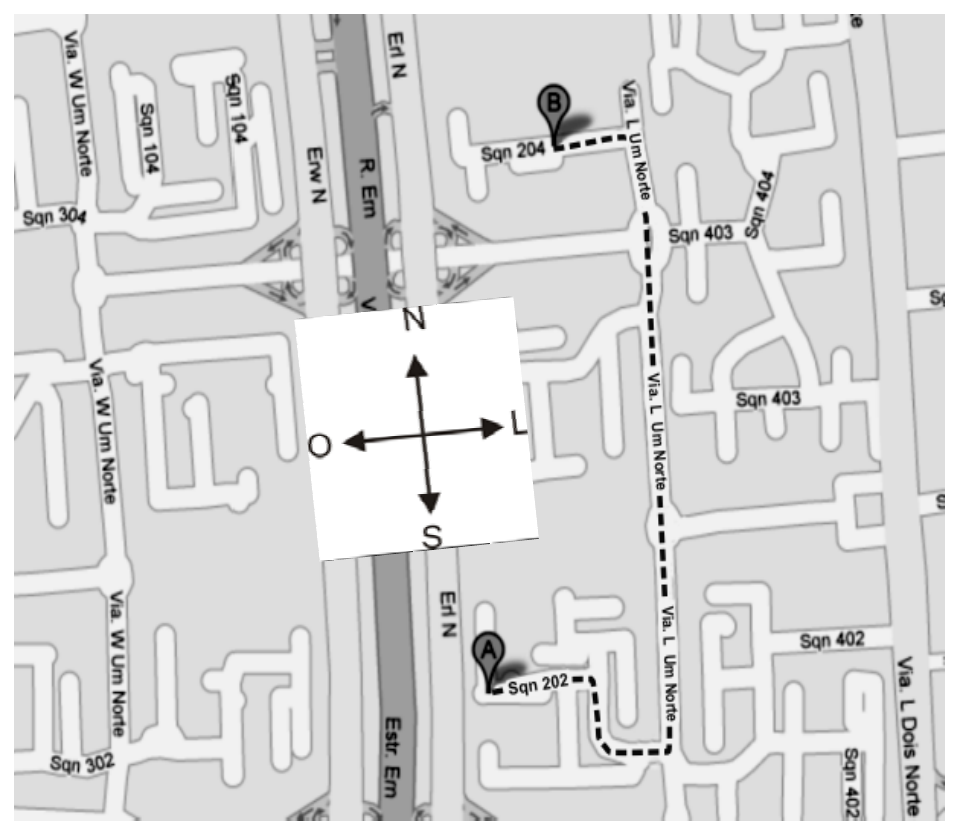 Via. W Um Norte
Sqn 104
Sqn 104
Erl N
Erw N
R. Ern
B
Sqn 204
Via. L Um Norte
Sqn 404
Sqn 304
Sqn 403
N
O
L
S
Via. W Um Norte
Via. L Um Norte
Sqn 403
Via. W Um Norte
Erl N
A
Sqn 202
Via. L Um Norte
Sqn 402
Via. L Dois Norte
Sqn 302
Estr. Ern
Sqn 402